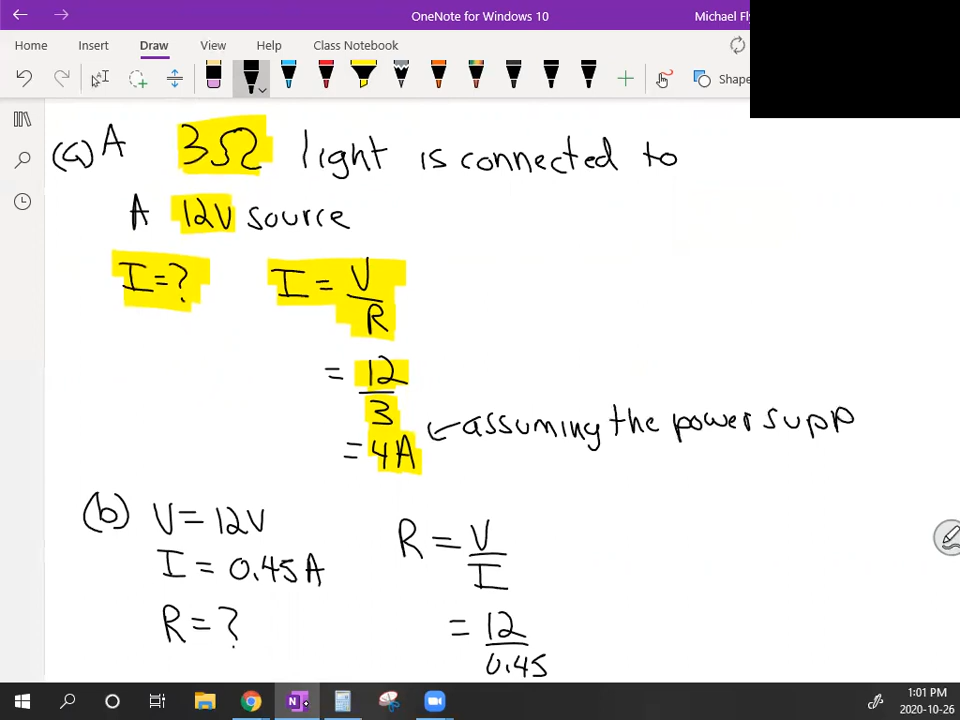 OneNote for Windows 10
Michael Fly
Home Insert Draw View Help Class Notebook
Shape
(a) A 3Ω light is connected to
A 12V source
I=? I = V/R
= 12/3
= 4A ← assuming the power supp
(b) V = 12V
I = 0.45A
R = ?
R = V/I
= 12/0.45
1:01 PM
2020-10-26